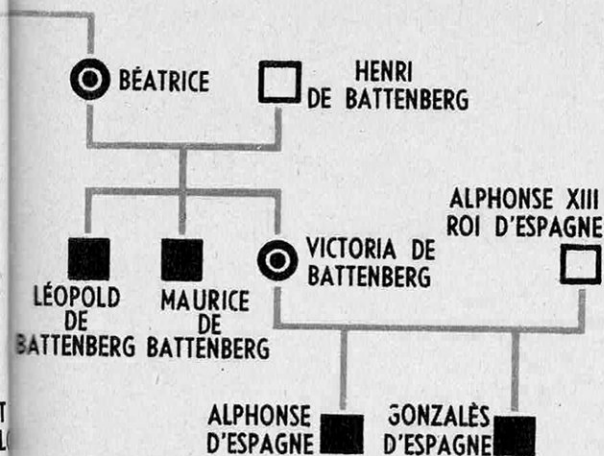 BÉATRICE
HENRI
DE BATTENBERG
ALPHONSE XIII
ROI D'ESPAGNE
VICTORIA DE
BATTENBERG
LÉOPOLD
DE
BATTENBERG
MAURICE
DE
BATTENBERG
ALPHONSE
D'ESPAGNE
GONZALÈS
D'ESPAGNE